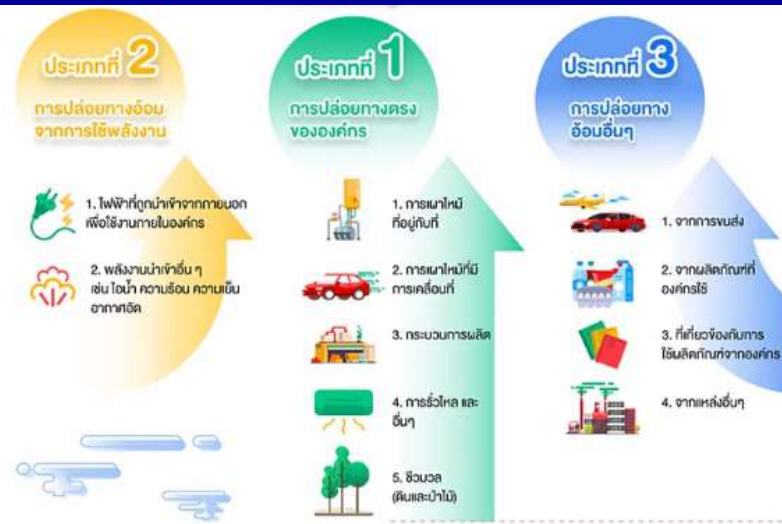 ประเภทที่ 2
การปล่อยทางอ้อม
จากการใช้พลังงาน
1. ไฟฟ้าที่ถูกนำเข้าจากภายนอก
เพื่อใช้งานภายในองค์กร
2. พลังงานนำเข้าอื่น ๆ
เช่น ไอน้ำ ความร้อน ความเย็น
อากาศอัด
ประเภทที่ 1
การปล่อยทางตรง
ขององค์กร
1. การเผาไหม้
ที่อยู่กับที่
2. การเผาไหม้ที่มี
การเคลื่อนที่
3. กระบวนการผลิต
4. การรั่วไหล และ
อื่นๆ
5. ชีวมวล
(ดินและป่าไม้)
ประเภทที่ 3
การปล่อยทาง
อ้อมอื่นๆ
1. จากการขนส่ง
2. จากผลิตภัณฑ์ที่
องค์กรใช้
3. ที่เกี่ยวข้องกับการ
ใช้ผลิตภัณฑ์จากองค์กร
4. จากแหล่งอื่นๆ